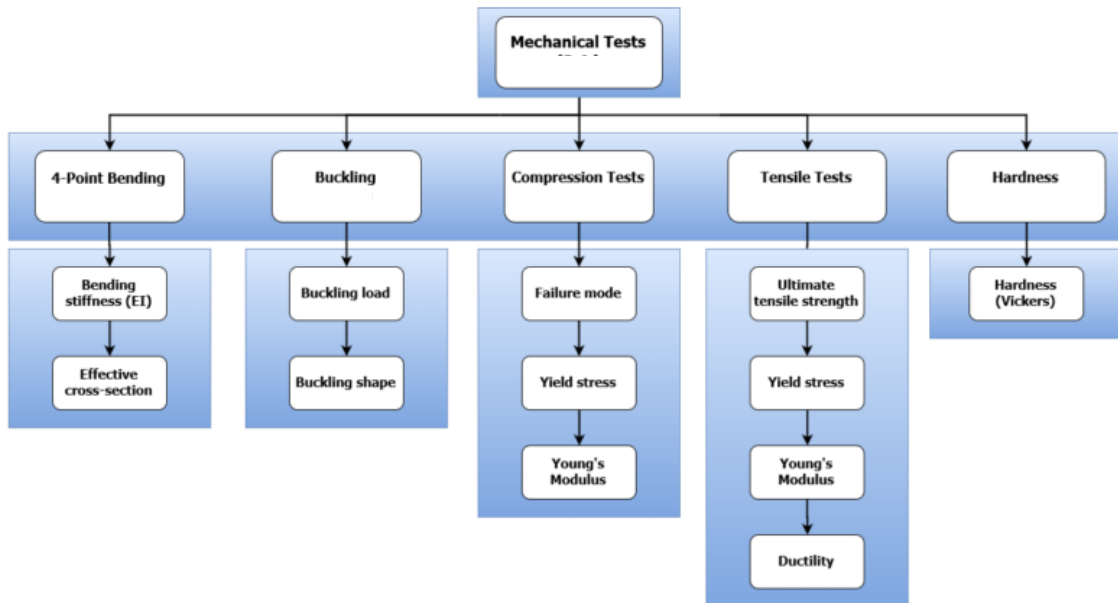 Mechanical Tests
4-Point Bending
Buckling
Compression Tests
Tensile Tests
Hardness
Bending
stiffness (EI)
Effective
cross-section
Buckling load
Buckling shape
Failure mode
Yield stress
Young's
Modulus
Ultimate
tensile strength
Yield stress
Young's
Modulus
Ductility
Hardness
(Vickers)